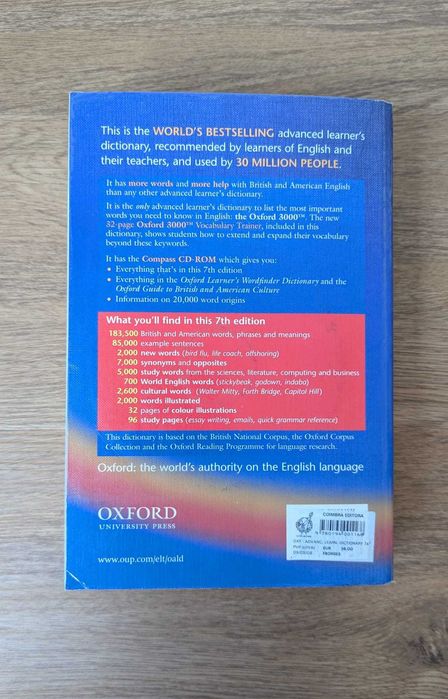 This is the WORLD'S BESTSELLING advanced learner's
dictionary, recommended by learners of English and
their teachers, and used by 30 MILLION PEOPLE.
It has more words and more help with British and American English
than any other advanced learner's dictionary.
It is the only advanced learner's dictionary to list the most important
words you need to know in English: the Oxford 3000™. The new
32-page Oxford 3000™ Vocabulary Trainer, included in this
dictionary, shows students how to extend and expand their vocabulary
beyond these keywords.
It has the Compass CD-ROM which gives you:
• Everything that's in this 7th edition
• Everything in the Oxford Learner's Wordfinder Dictionary and the
Oxford Guide to British and American Culture
• Information on 20,000 word origins
What you'll find in this 7th edition
183,500 British and American words, phrases and meanings
85,000 example sentences
2,000 new words (bird flu, life coach, offshoring)
7,000 synonyms and opposites
5,000 study words from the sciences, literature, computing and business
700 World English words (stickybeak, godown, indaba)
2,600 cultural words (Walter Mitty, Forth Bridge, Capitol Hill)
2,000 words illustrated
32 pages of colour illustrations
96 study pages (essay writing, emails, quick grammar reference)
This dictionary is based on the British National Corpus, the Oxford Corpus
Collection and the Oxford Reading Programme for language research.
Oxford: the world's authority on the English language
OXFORD
UNIVERSITY PRESS
www.oup.com/elt/oald
COIMBRA EDITORA
EUR